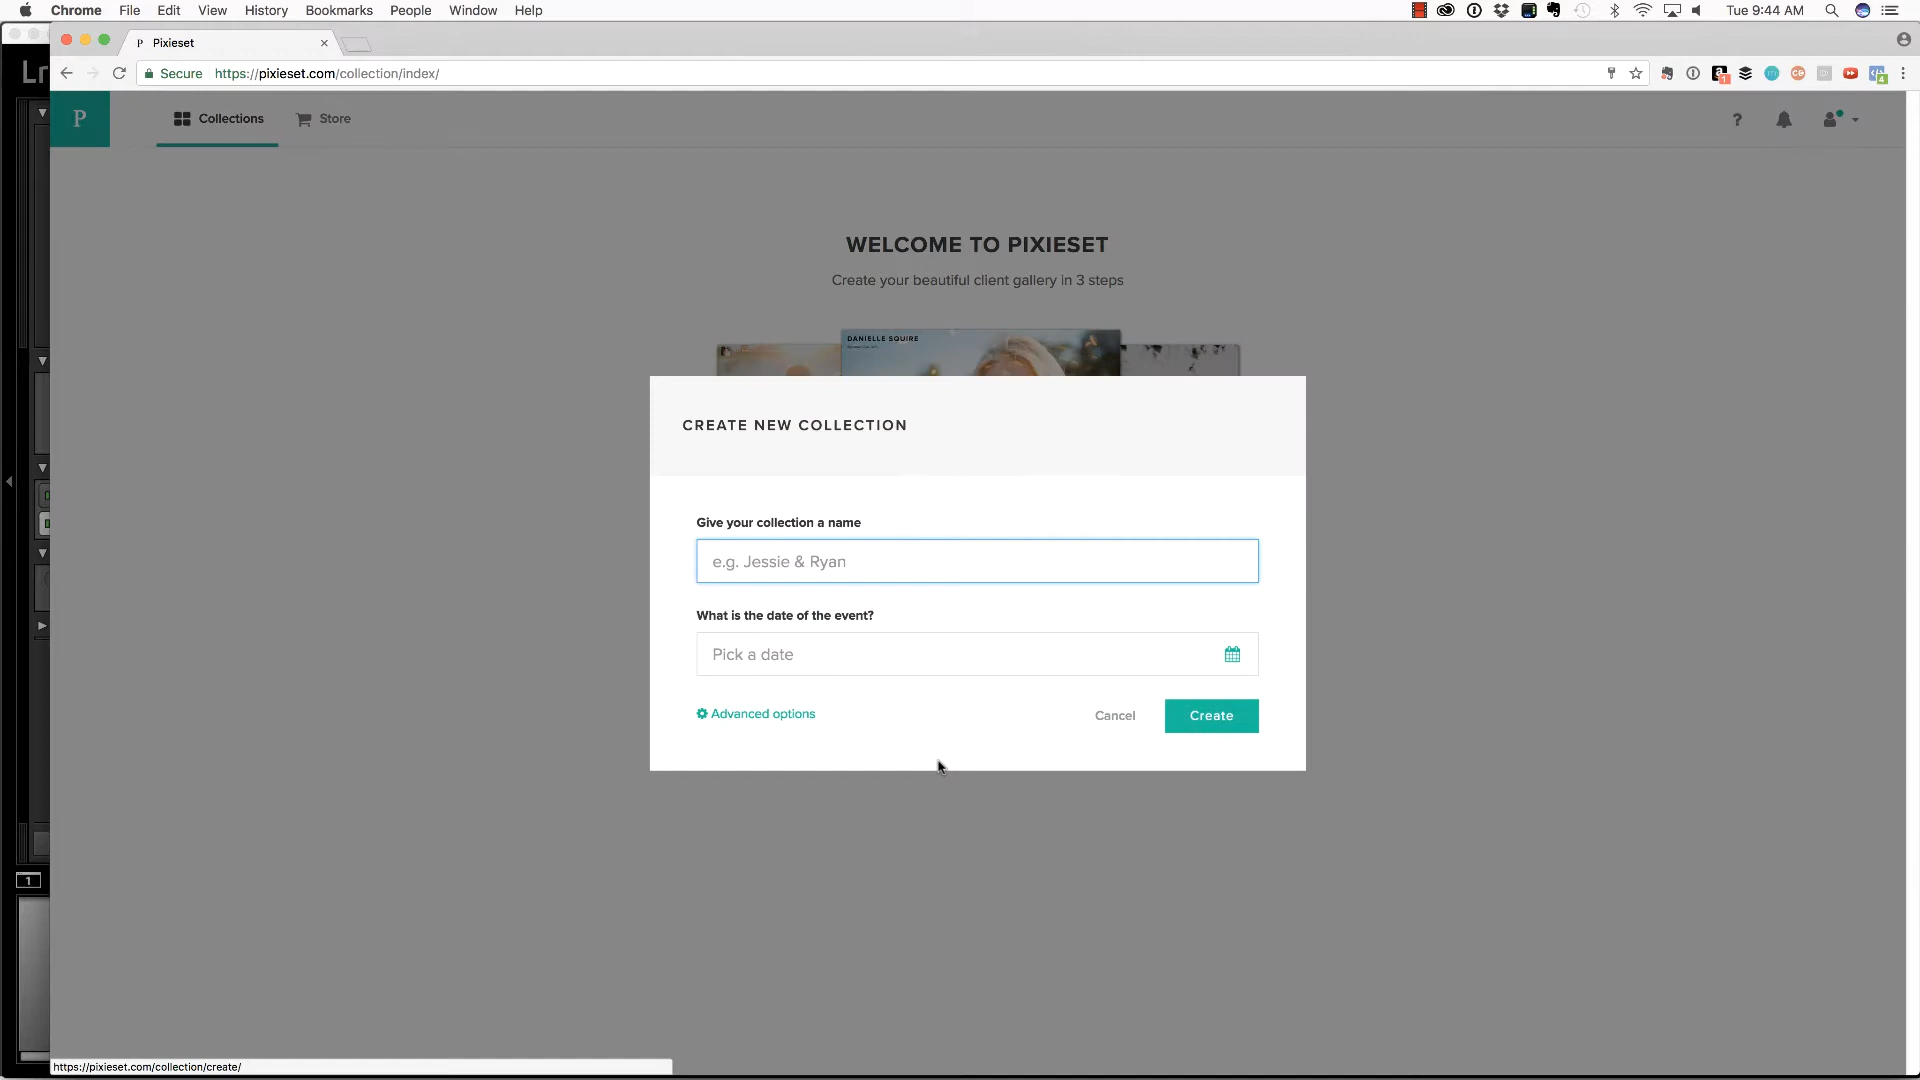 Chrome File Edit View History Bookmarks People Window Help Tue 9:44 AM
Pixieset
Secure https://pixieset.com/collection/index/
Lr
P Collections Store ?
WELCOME TO PIXIESET
Create your beautiful client gallery in 3 steps
DANIELLE SQUIRE
CREATE NEW COLLECTION
Give your collection a name
e.g. Jessie & Ryan
What is the date of the event?
Pick a date
Advanced options Cancel Create
1
https://pixieset.com/collection/create/